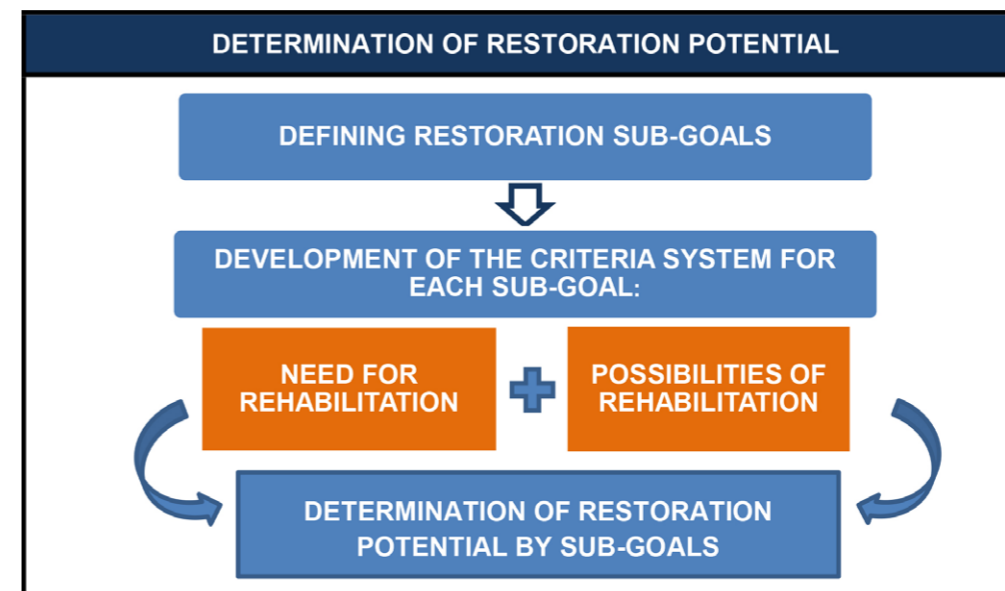 DETERMINATION OF RESTORATION POTENTIAL
DEFINING RESTORATION SUB-GOALS
DEVELOPMENT OF THE CRITERIA SYSTEM FOR
EACH SUB-GOAL:
NEED FOR
REHABILITATION
POSSIBILITIES OF
REHABILITATION
DETERMINATION OF RESTORATION
POTENTIAL BY SUB-GOALS